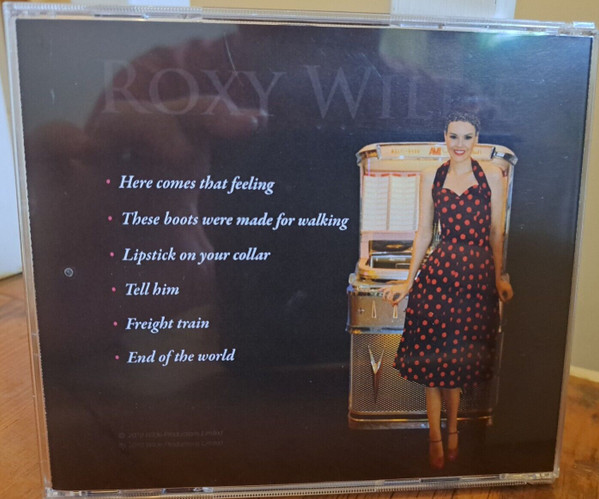 ROXY WILDE
Here comes that feeling
These boots were made for walking
Lipstick on your collar
Tell him
Freight train
End of the world